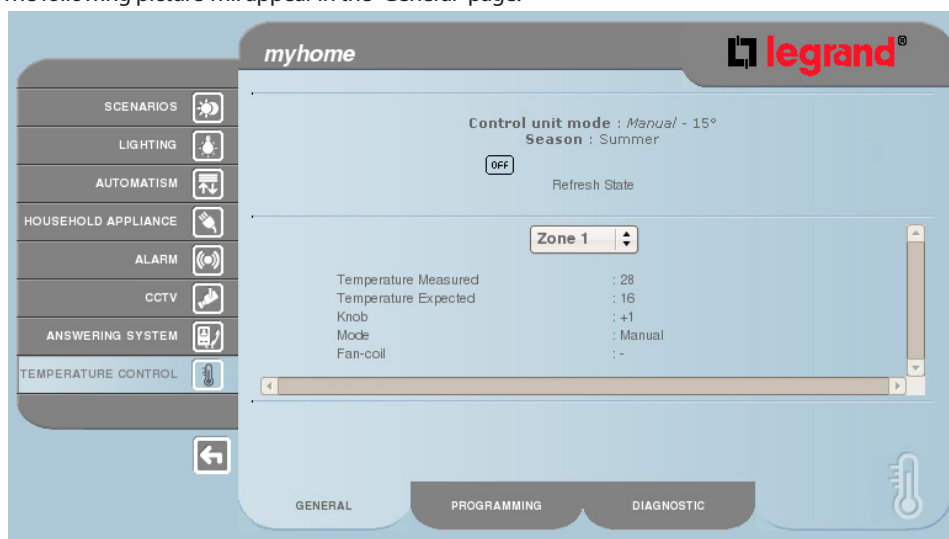 The following picture will appear in the "General" page.
myhome
legrand®
SCENARIOS
LIGHTING
AUTOMATISM
HOUSEHOLD APPLIANCE
ALARM
CCTV
ANSWERING SYSTEM
TEMPERATURE CONTROL
Control unit mode : Manual - 15°
Season : Summer
OFF
Refresh State
Zone 1
Temperature Measured : 28
Temperature Expected : 16
Knob : +1
Mode : Manual
Fan-coil : -
GENERAL
PROGRAMMING
DIAGNOSTIC